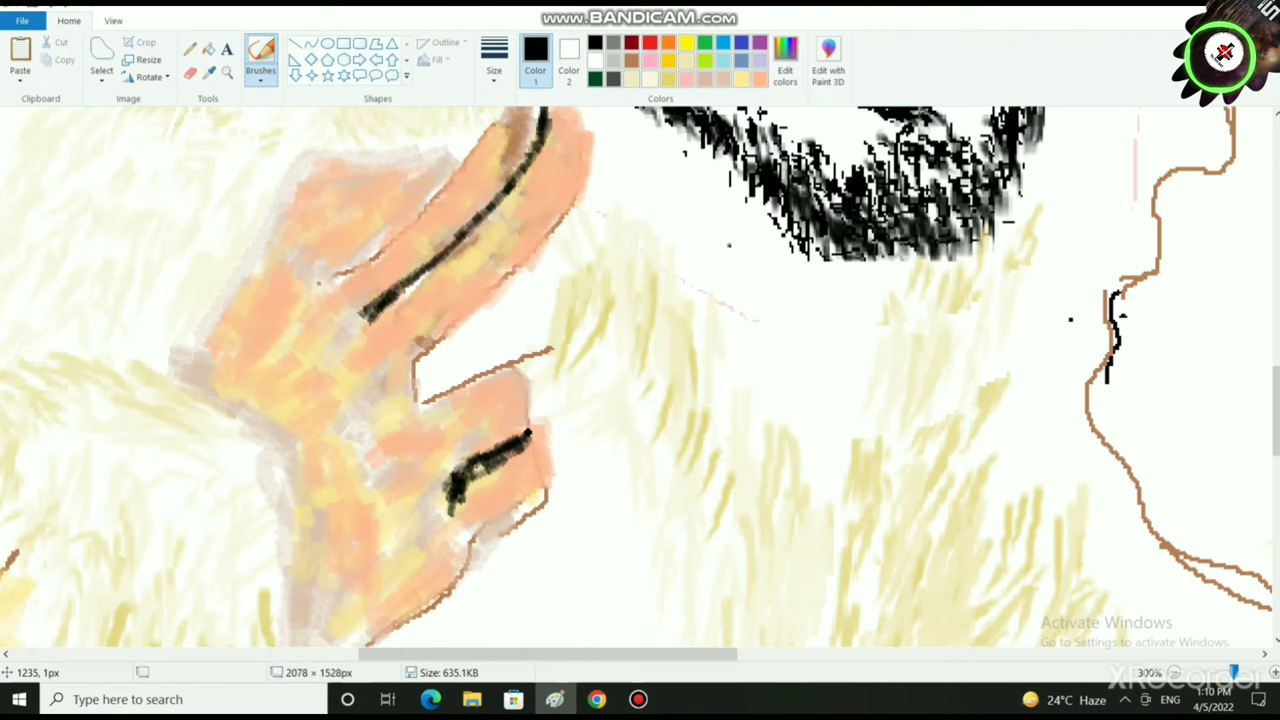 www.BANDICAM.com
File Home View
Paste
Cut
Copy
Clipboard
Select
Crop
Resize
Rotate
Image
Tools
Brushes
Outline
Fill
Shapes
Size
Color 1
Color 2
Edit colors
Edit with Paint 3D
Colors
Activate Windows
Go to Settings to activate Windows.
1235, 1px
2078 × 1528px
Size: 635.1KB
300%
XRecorder
Type here to search
24°C Haze
ENG
1:10 PM
4/5/2022